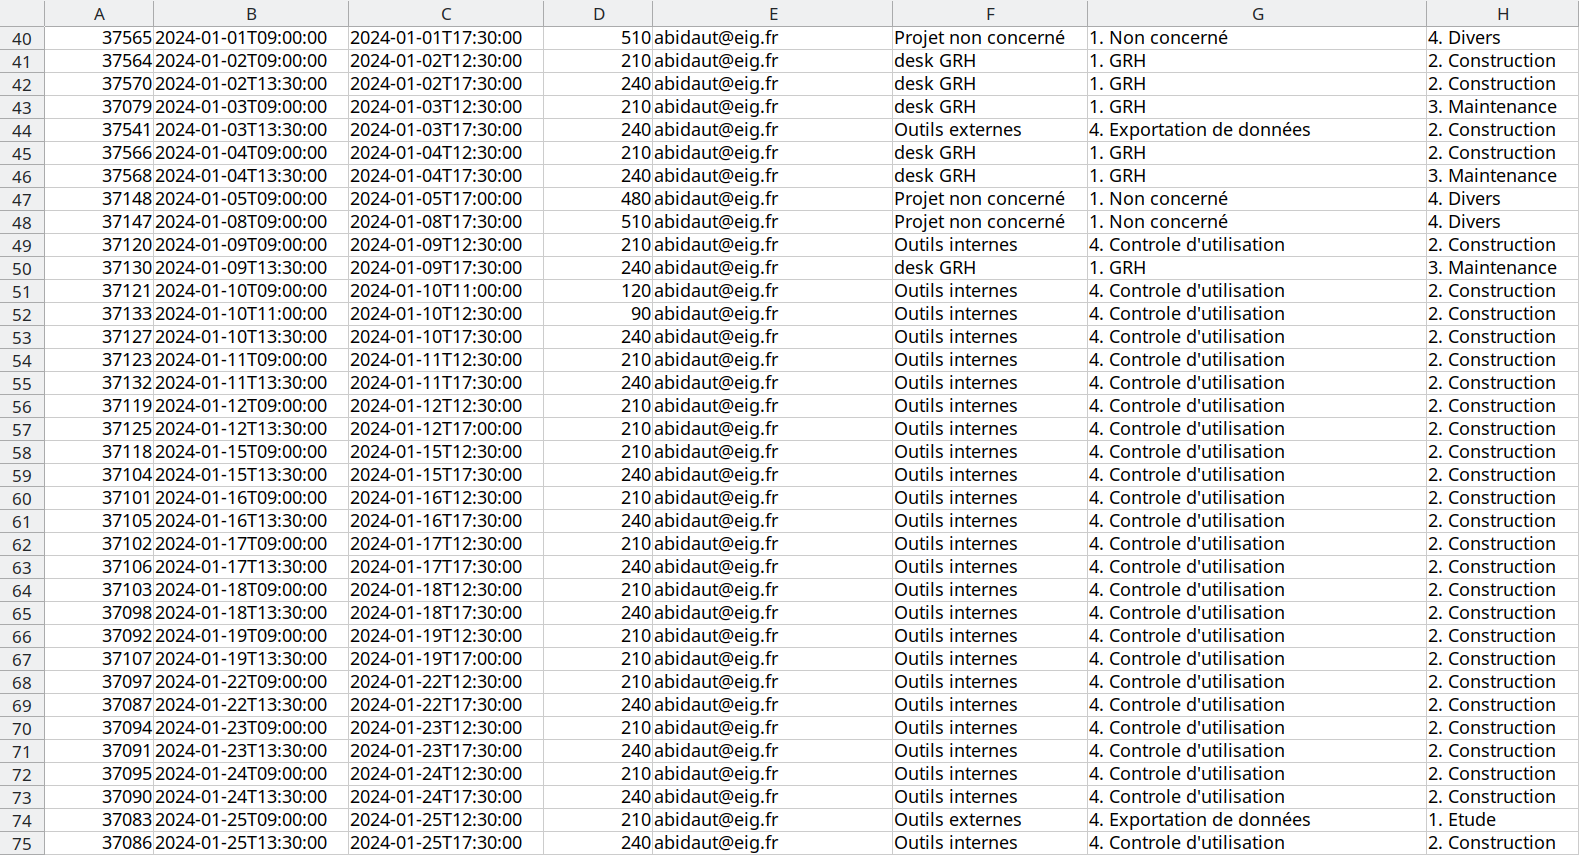 A B C D E F G H
40 37565 2024-01-01T09:00:00 2024-01-01T17:30:00 510 abidaut@eig.fr Projet non concerné 1. Non concerné 4. Divers
41 37564 2024-01-02T09:00:00 2024-01-02T12:30:00 210 abidaut@eig.fr desk GRH 1. GRH 2. Construction
42 37570 2024-01-02T13:30:00 2024-01-02T17:30:00 240 abidaut@eig.fr desk GRH 1. GRH 2. Construction
43 37079 2024-01-03T09:00:00 2024-01-03T12:30:00 210 abidaut@eig.fr desk GRH 1. GRH 3. Maintenance
44 37541 2024-01-03T13:30:00 2024-01-03T17:30:00 240 abidaut@eig.fr Outils externes 4. Exportation de données 2. Construction
45 37566 2024-01-04T09:00:00 2024-01-04T12:30:00 210 abidaut@eig.fr desk GRH 1. GRH 2. Construction
46 37568 2024-01-04T13:30:00 2024-01-04T17:30:00 240 abidaut@eig.fr desk GRH 1. GRH 3. Maintenance
47 37148 2024-01-05T09:00:00 2024-01-05T17:00:00 480 abidaut@eig.fr Projet non concerné 1. Non concerné 4. Divers
48 37147 2024-01-08T09:00:00 2024-01-08T17:30:00 510 abidaut@eig.fr Projet non concerné 1. Non concerné 4. Divers
49 37120 2024-01-09T09:00:00 2024-01-09T12:30:00 210 abidaut@eig.fr Outils internes 4. Controle d'utilisation 2. Construction
50 37130 2024-01-09T13:30:00 2024-01-09T17:30:00 240 abidaut@eig.fr desk GRH 1. GRH 3. Maintenance
51 37121 2024-01-10T09:00:00 2024-01-10T11:00:00 120 abidaut@eig.fr Outils internes 4. Controle d'utilisation 2. Construction
52 37133 2024-01-10T11:00:00 2024-01-10T12:30:00 90 abidaut@eig.fr Outils internes 4. Controle d'utilisation 2. Construction
53 37127 2024-01-10T13:30:00 2024-01-10T17:30:00 240 abidaut@eig.fr Outils internes 4. Controle d'utilisation 2. Construction
54 37123 2024-01-11T09:00:00 2024-01-11T12:30:00 210 abidaut@eig.fr Outils internes 4. Controle d'utilisation 2. Construction
55 37132 2024-01-11T13:30:00 2024-01-11T17:30:00 240 abidaut@eig.fr Outils internes 4. Controle d'utilisation 2. Construction
56 37119 2024-01-12T09:00:00 2024-01-12T12:30:00 210 abidaut@eig.fr Outils internes 4. Controle d'utilisation 2. Construction
57 37125 2024-01-12T13:30:00 2024-01-12T17:00:00 210 abidaut@eig.fr Outils internes 4. Controle d'utilisation 2. Construction
58 37118 2024-01-15T09:00:00 2024-01-15T12:30:00 210 abidaut@eig.fr Outils internes 4. Controle d'utilisation 2. Construction
59 37104 2024-01-15T13:30:00 2024-01-15T17:30:00 240 abidaut@eig.fr Outils internes 4. Controle d'utilisation 2. Construction
60 37101 2024-01-16T09:00:00 2024-01-16T12:30:00 210 abidaut@eig.fr Outils internes 4. Controle d'utilisation 2. Construction
61 37105 2024-01-16T13:30:00 2024-01-16T17:30:00 240 abidaut@eig.fr Outils internes 4. Controle d'utilisation 2. Construction
62 37102 2024-01-17T09:00:00 2024-01-17T12:30:00 210 abidaut@eig.fr Outils internes 4. Controle d'utilisation 2. Construction
63 37106 2024-01-17T13:30:00 2024-01-17T17:30:00 240 abidaut@eig.fr Outils internes 4. Controle d'utilisation 2. Construction
64 37103 2024-01-18T09:00:00 2024-01-18T12:30:00 210 abidaut@eig.fr Outils internes 4. Controle d'utilisation 2. Construction
65 37098 2024-01-18T13:30:00 2024-01-18T17:30:00 240 abidaut@eig.fr Outils internes 4. Controle d'utilisation 2. Construction
66 37092 2024-01-19T09:00:00 2024-01-19T12:30:00 210 abidaut@eig.fr Outils internes 4. Controle d'utilisation 2. Construction
67 37107 2024-01-19T13:30:00 2024-01-19T17:00:00 210 abidaut@eig.fr Outils internes 4. Controle d'utilisation 2. Construction
68 37097 2024-01-22T09:00:00 2024-01-22T12:30:00 210 abidaut@eig.fr Outils internes 4. Controle d'utilisation 2. Construction
69 37087 2024-01-22T13:30:00 2024-01-22T17:30:00 240 abidaut@eig.fr Outils internes 4. Controle d'utilisation 2. Construction
70 37094 2024-01-23T09:00:00 2024-01-23T12:30:00 210 abidaut@eig.fr Outils internes 4. Controle d'utilisation 2. Construction
71 37091 2024-01-23T13:30:00 2024-01-23T17:30:00 240 abidaut@eig.fr Outils internes 4. Controle d'utilisation 2. Construction
72 37095 2024-01-24T09:00:00 2024-01-24T12:30:00 210 abidaut@eig.fr Outils internes 4. Controle d'utilisation 2. Construction
73 37090 2024-01-24T13:30:00 2024-01-24T17:30:00 240 abidaut@eig.fr Outils internes 4. Controle d'utilisation 2. Construction
74 37083 2024-01-25T09:00:00 2024-01-25T12:30:00 210 abidaut@eig.fr Outils externes 4. Exportation de données 1. Etude
75 37086 2024-01-25T13:30:00 2024-01-25T17:30:00 240 abidaut@eig.fr Outils internes 4. Controle d'utilisation 2. Construction